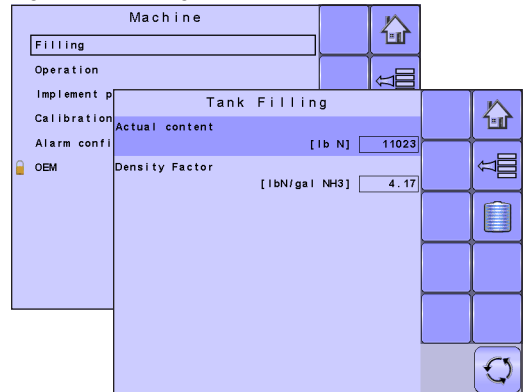 Machine
Filling
Operation
Implement p
Calibration
Alarm confi
OEM
Tank Filling
Actual content
[lb N] 11023
Density Factor
[lbN/gal NH3] 4.17